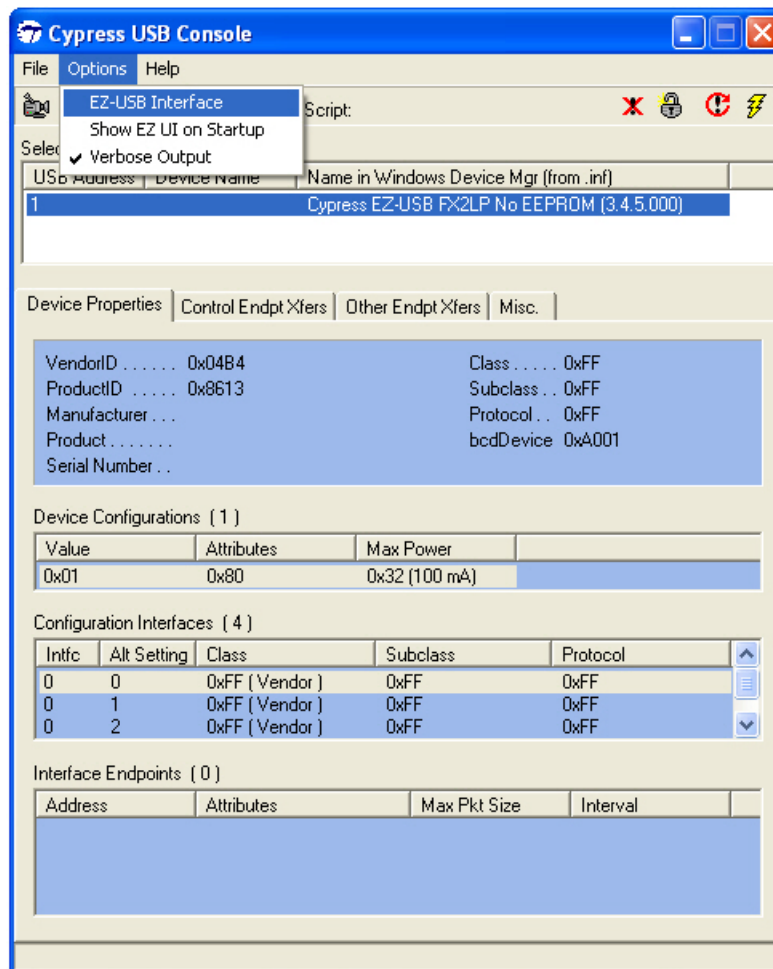 Cypress USB Console
File Options Help
EZ-USB Interface
Show EZ UI on Startup
Verbose Output
Script:
USB Address Device Name Name in Windows Device Mgr (from .inf)
1 Cypress EZ-USB FX2LP No EEPROM (3.4.5.000)
Device Properties Control Endpt Xfers Other Endpt Xfers Misc.
VendorID . . . . . . 0x04B4 Class . . . . . 0xFF
ProductID . . . . . 0x8613 Subclass . . 0xFF
Manufacturer . . . Protocol . . 0xFF
Product . . . . . . . bcdDevice 0xA001
Serial Number . .
Device Configurations ( 1 )
Value Attributes Max Power
0x01 0x80 0x32 (100 mA)
Configuration Interfaces ( 4 )
Intfc Alt Setting Class Subclass Protocol
0 0 0xFF ( Vendor ) 0xFF 0xFF
0 1 0xFF ( Vendor ) 0xFF 0xFF
0 2 0xFF ( Vendor ) 0xFF 0xFF
Interface Endpoints ( 0 )
Address Attributes Max Pkt Size Interval